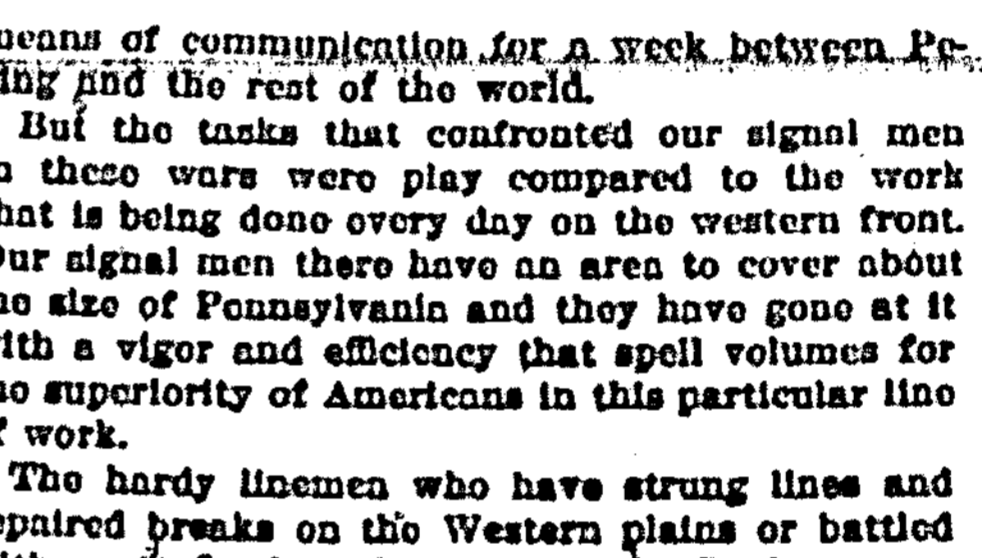 means of communication for a week between Pe-
ing and the rest of the world.
But the tasks that confronted our signal men
n these wars were play compared to the work
hat is being done every day on the western front.
Our signal men there have an area to cover about
he size of Pennsylvania and they have gone at it
ith a vigor and efficiency that spell volumes for
he superiority of Americans in this particular line
f work.
The hardy linemen who have strung lines and
epaired breaks on the Western plains or battled